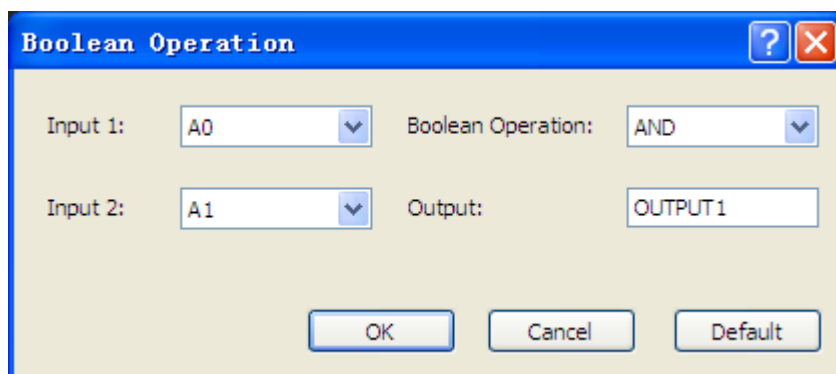 Boolean Operation ?
Input 1: A0 Boolean Operation: AND
Input 2: A1 Output: OUTPUT1
OK Cancel Default